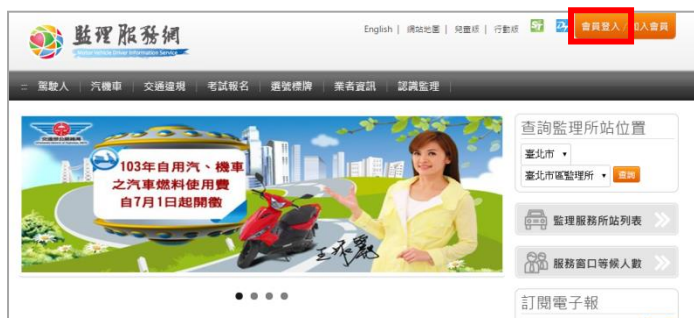 English | 網站地圖 | 兒童版 | 行動版
會員登入 / 加入會員
監理服務網
Motor Vehicle Driver Information Service
駕駛人 | 汽機車 | 交通違規 | 考試報名 | 選號標牌 | 業者資訊 | 認識監理
103年自用汽、機車
之汽車燃料使用費
自7月1日起開徵
查詢監理所站位置
臺北市
臺北市區監理所
查詢
監理服務所站列表
服務窗口等候人數
訂閱電子報